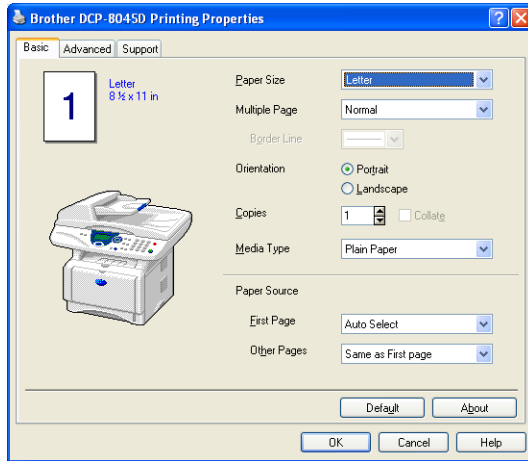 Brother DCP-8045D Printing Properties
Basic Advanced Support
1
Letter
8 ½ x 11 in
Paper Size Letter
Multiple Page Normal
Border Line
Orientation Portrait
Landscape
Copies 1 Collate
Media Type Plain Paper
Paper Source
First Page Auto Select
Other Pages Same as First page
Default About
OK Cancel Help